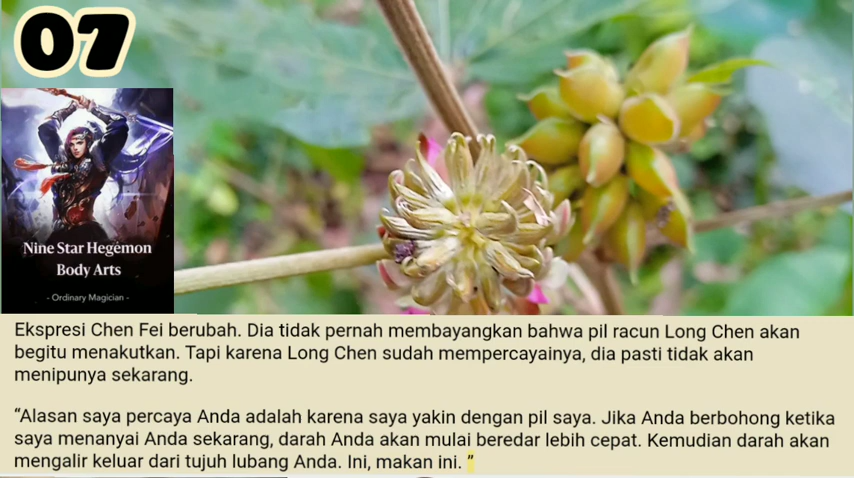 07
Nine Star Hegemon
Body Arts
- Ordinary Magician -
Ekspresi Chen Fei berubah. Dia tidak pernah membayangkan bahwa pil racun Long Chen akan
begitu menakutkan. Tapi karena Long Chen sudah mempercayainya, dia pasti tidak akan
menipunya sekarang.
“Alasan saya percaya Anda adalah karena saya yakin dengan pil saya. Jika Anda berbohong ketika
saya menanyai Anda sekarang, darah Anda akan mulai beredar lebih cepat. Kemudian darah akan
mengalir keluar dari tujuh lubang Anda. Ini, makan ini. ”